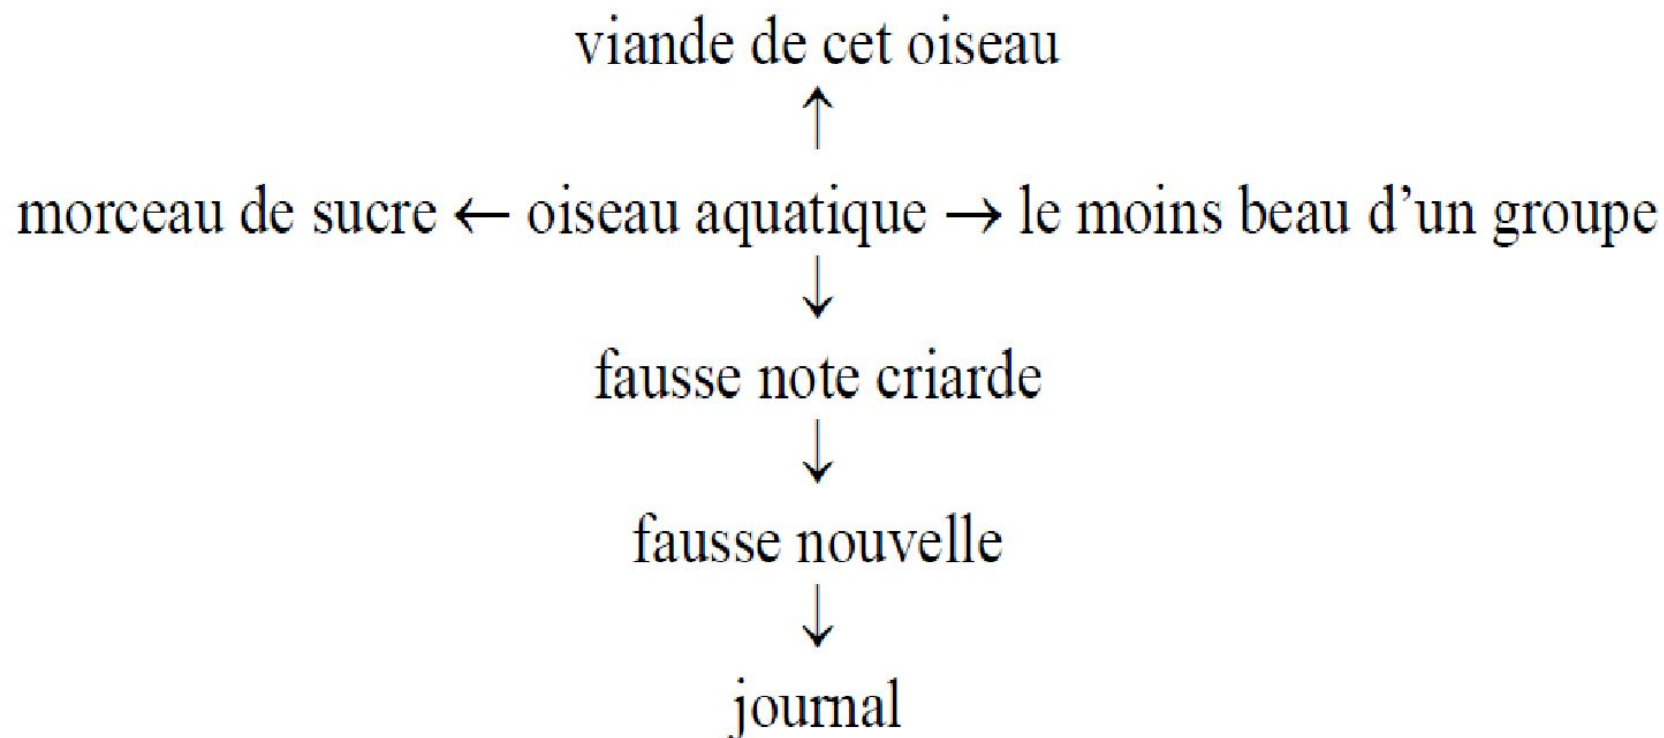 viande de cet oiseau
↑
morceau de sucre ← oiseau aquatique → le moins beau d’un groupe
↓
fausse note criarde
↓
fausse nouvelle
↓
journal